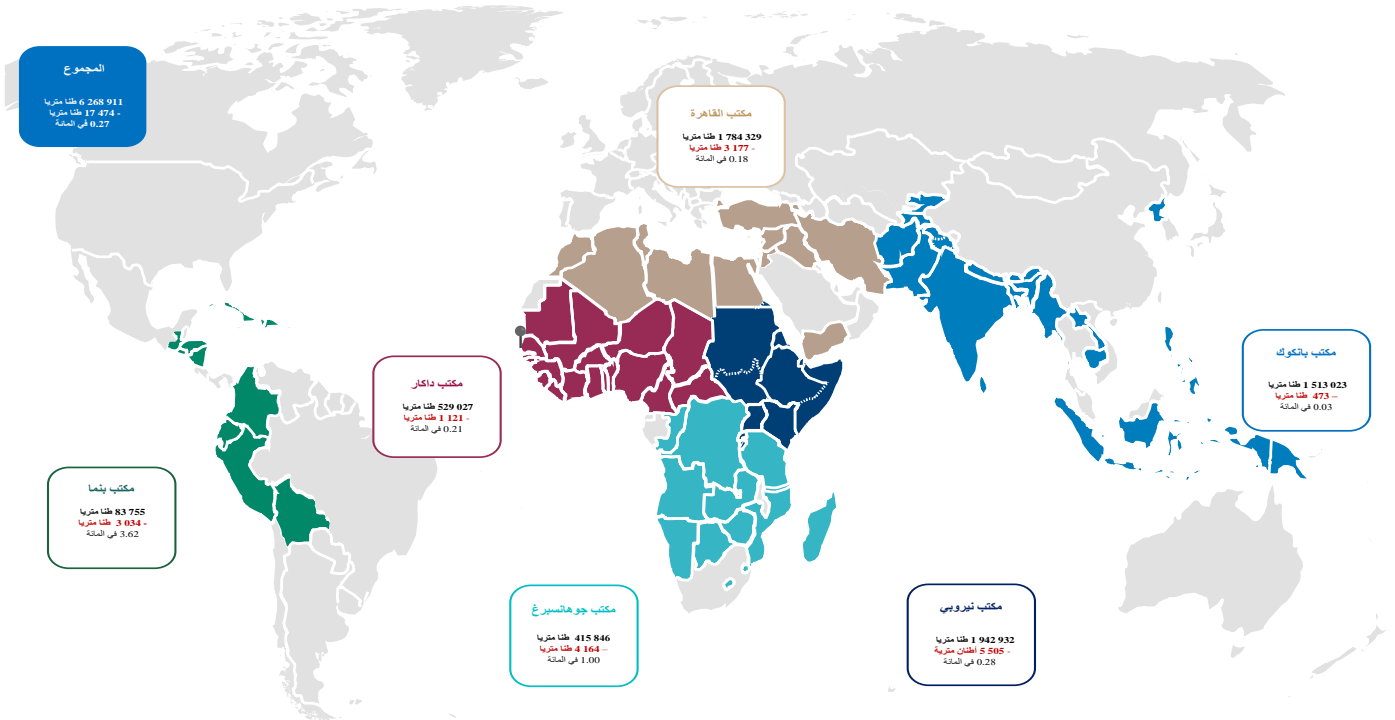 المجموع
6 268 911 طنا متريا
- 17 474 طنا متريا
0.27 في المائة
مكتب القاهرة
1 784 329 طنا متريا
- 3 177 طنا متريا
0.18 في المائة
مكتب بانكوك
1 513 023 طنا متريا
– 473 طنا متريا
0.03 في المائة
مكتب داكار
529 027 طنا متريا
- 1 121 طنا متريا
0.21 في المائة
مكتب بنما
83 755 طنا متريا
- 3 034 طنا متريا
3.62 في المائة
مكتب جوهانسبرغ
415 846 طنا متريا
– 4 164 طنا متريا
1.00 في المائة
مكتب نيروبي
1 942 932 طنا متريا
- 5 505 أطنان مترية
0.28 في المائة